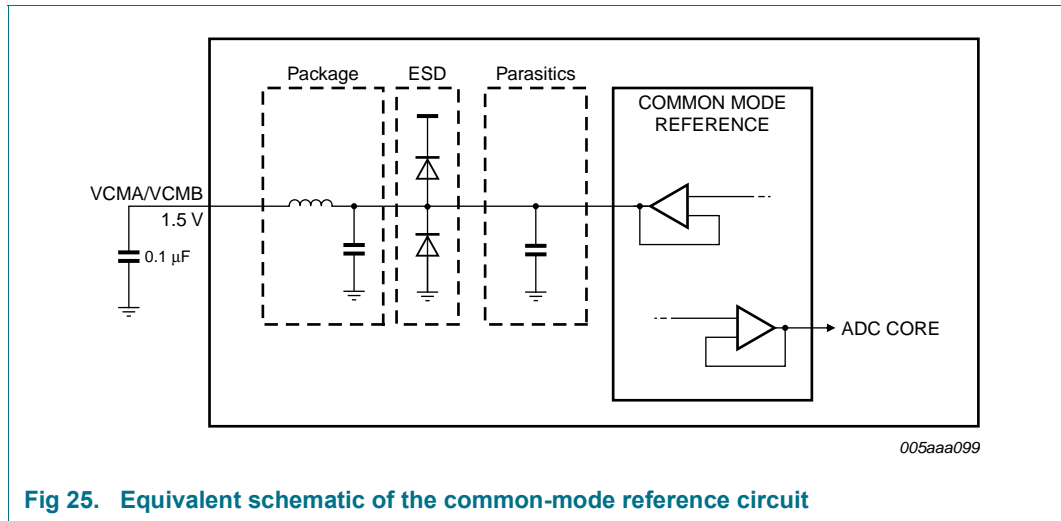 Package
ESD
Parasitics
COMMON MODE
REFERENCE
VCMA/VCMB
1.5 V
0.1 μF
ADC CORE
005aaa099
Fig 25. Equivalent schematic of the common-mode reference circuit